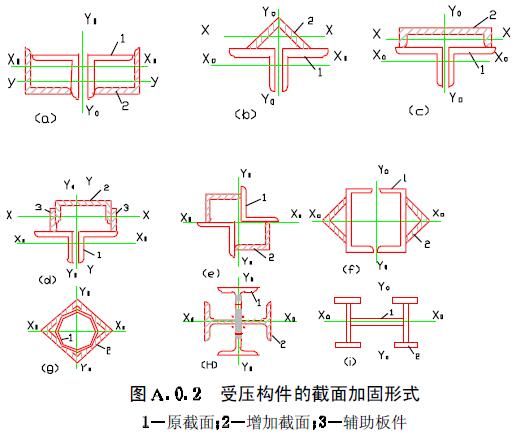 Y₀
1
X₀ X₀
y y
2
Y₀
(a)
Y₀
2
X X
X₀ X₀
1
Y₀
(b)
Y₀
2
X X
X₀ X₀
1
Y₀
(c)
Y₀ Y
2
3 3
X X
X₀ X₀
1
Y₀ Y
(d)
Y₀
1
X₀ X₀
2
Y₀
(e)
Y₀
1
X₀ X₀
2
Y₀
(f)
Y₀
X₀ X₀
1 2
Y₀
(g)
Y₀
1
X₀ X₀
2
Y₀
(H)
Y₀
X₀ 1 X₀
Y₀ 2
(i)
图 A.0.2 受压构件的截面加固形式
1—原截面;2—增加截面;3—辅助板件